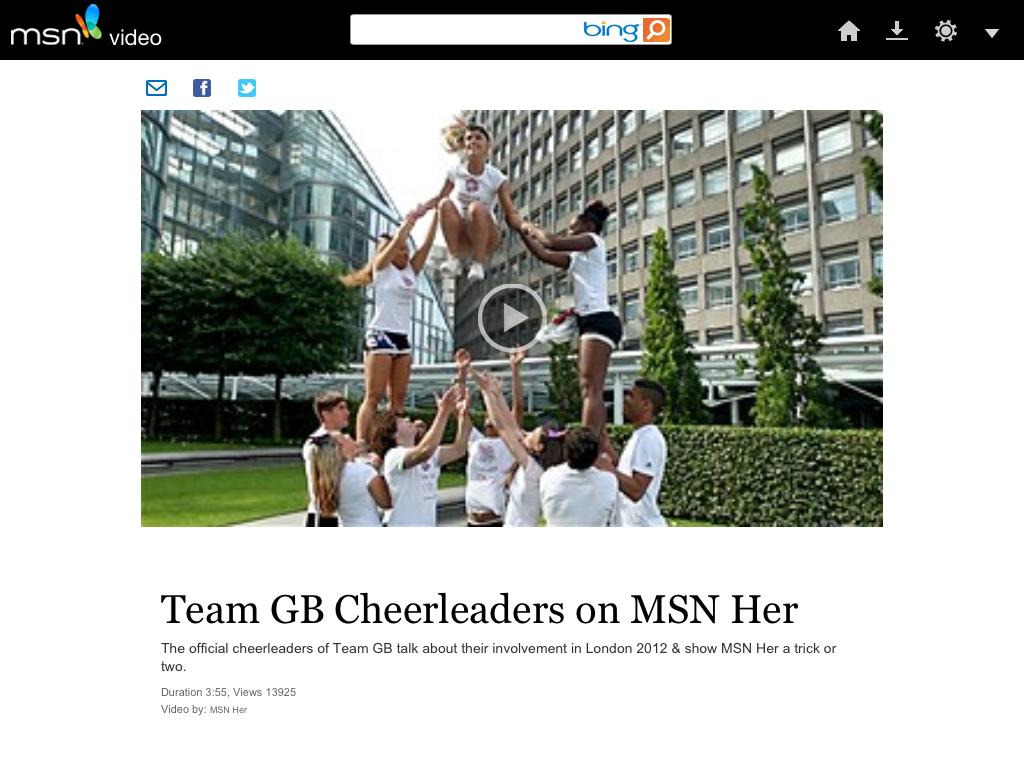 msn video
bing
Team GB Cheerleaders on MSN Her
The official cheerleaders of Team GB talk about their involvement in London 2012 & show MSN Her a trick or
two.
Duration 3:55, Views 13925
Video by: MSN Her